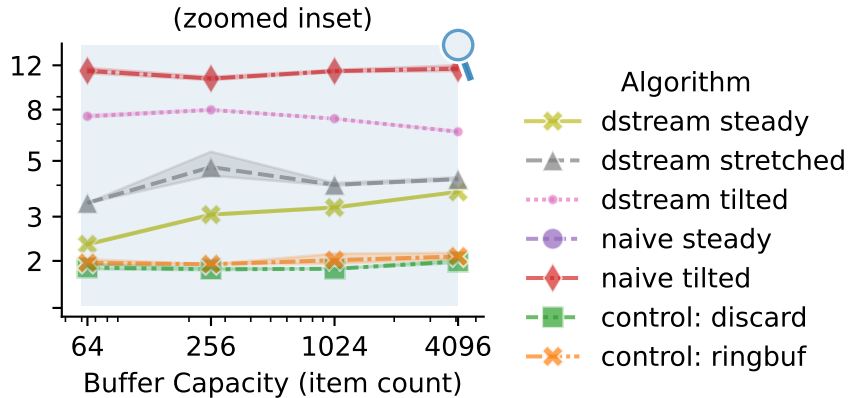 (zoomed inset)
12
8
5
3
2
64 256 1024 4096
Buffer Capacity (item count)
Algorithm
dstream steady
dstream stretched
dstream tilted
naive steady
naive tilted
control: discard
control: ringbuf